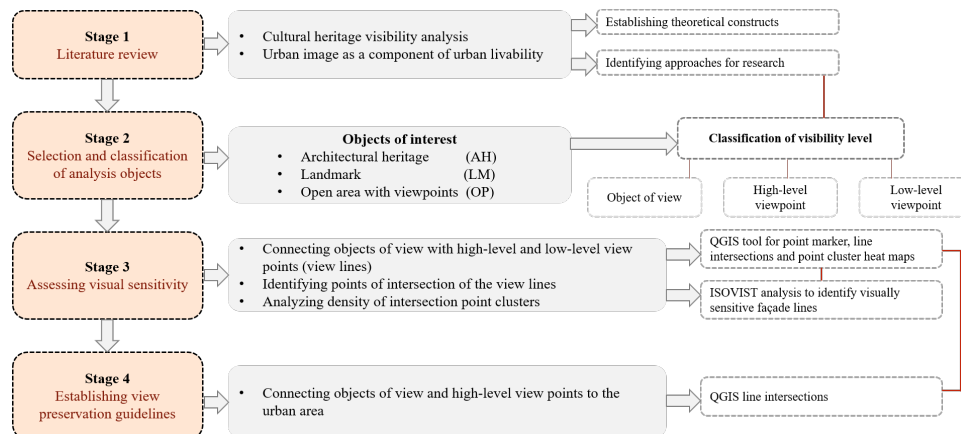 Stage 1
Literature review
• Cultural heritage visibility analysis
• Urban image as a component of urban livability
Establishing theoretical constructs
Identifying approaches for research
Stage 2
Selection and classification
of analysis objects
Objects of interest
• Architectural heritage (AH)
• Landmark (LM)
• Open area with viewpoints (OP)
Classification of visibility level
Object of view
High-level
viewpoint
Low-level
viewpoint
Stage 3
Assessing visual sensitivity
• Connecting objects of view with high-level and low-level view
points (view lines)
• Identifying points of intersection of the view lines
• Analyzing density of intersection point clusters
QGIS tool for point marker, line
intersections and point cluster heat maps
ISOVIST analysis to identify visually
sensitive façade lines
Stage 4
Establishing view
preservation guidelines
• Connecting objects of view and high-level view points to the
urban area
QGIS line intersections